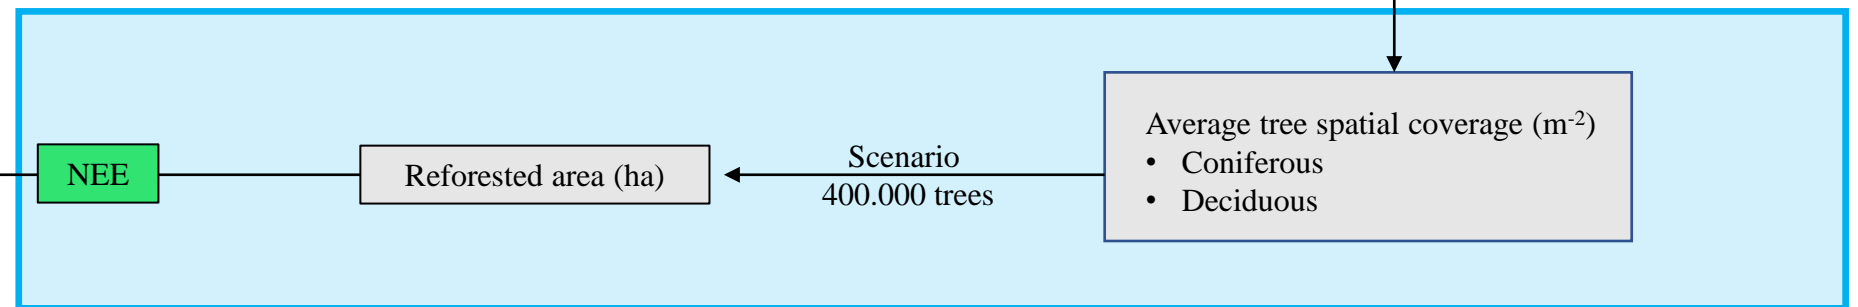 NEE
Reforested area (ha)
Scenario
400.000 trees
Average tree spatial coverage (m-2)
• Coniferous
• Deciduous